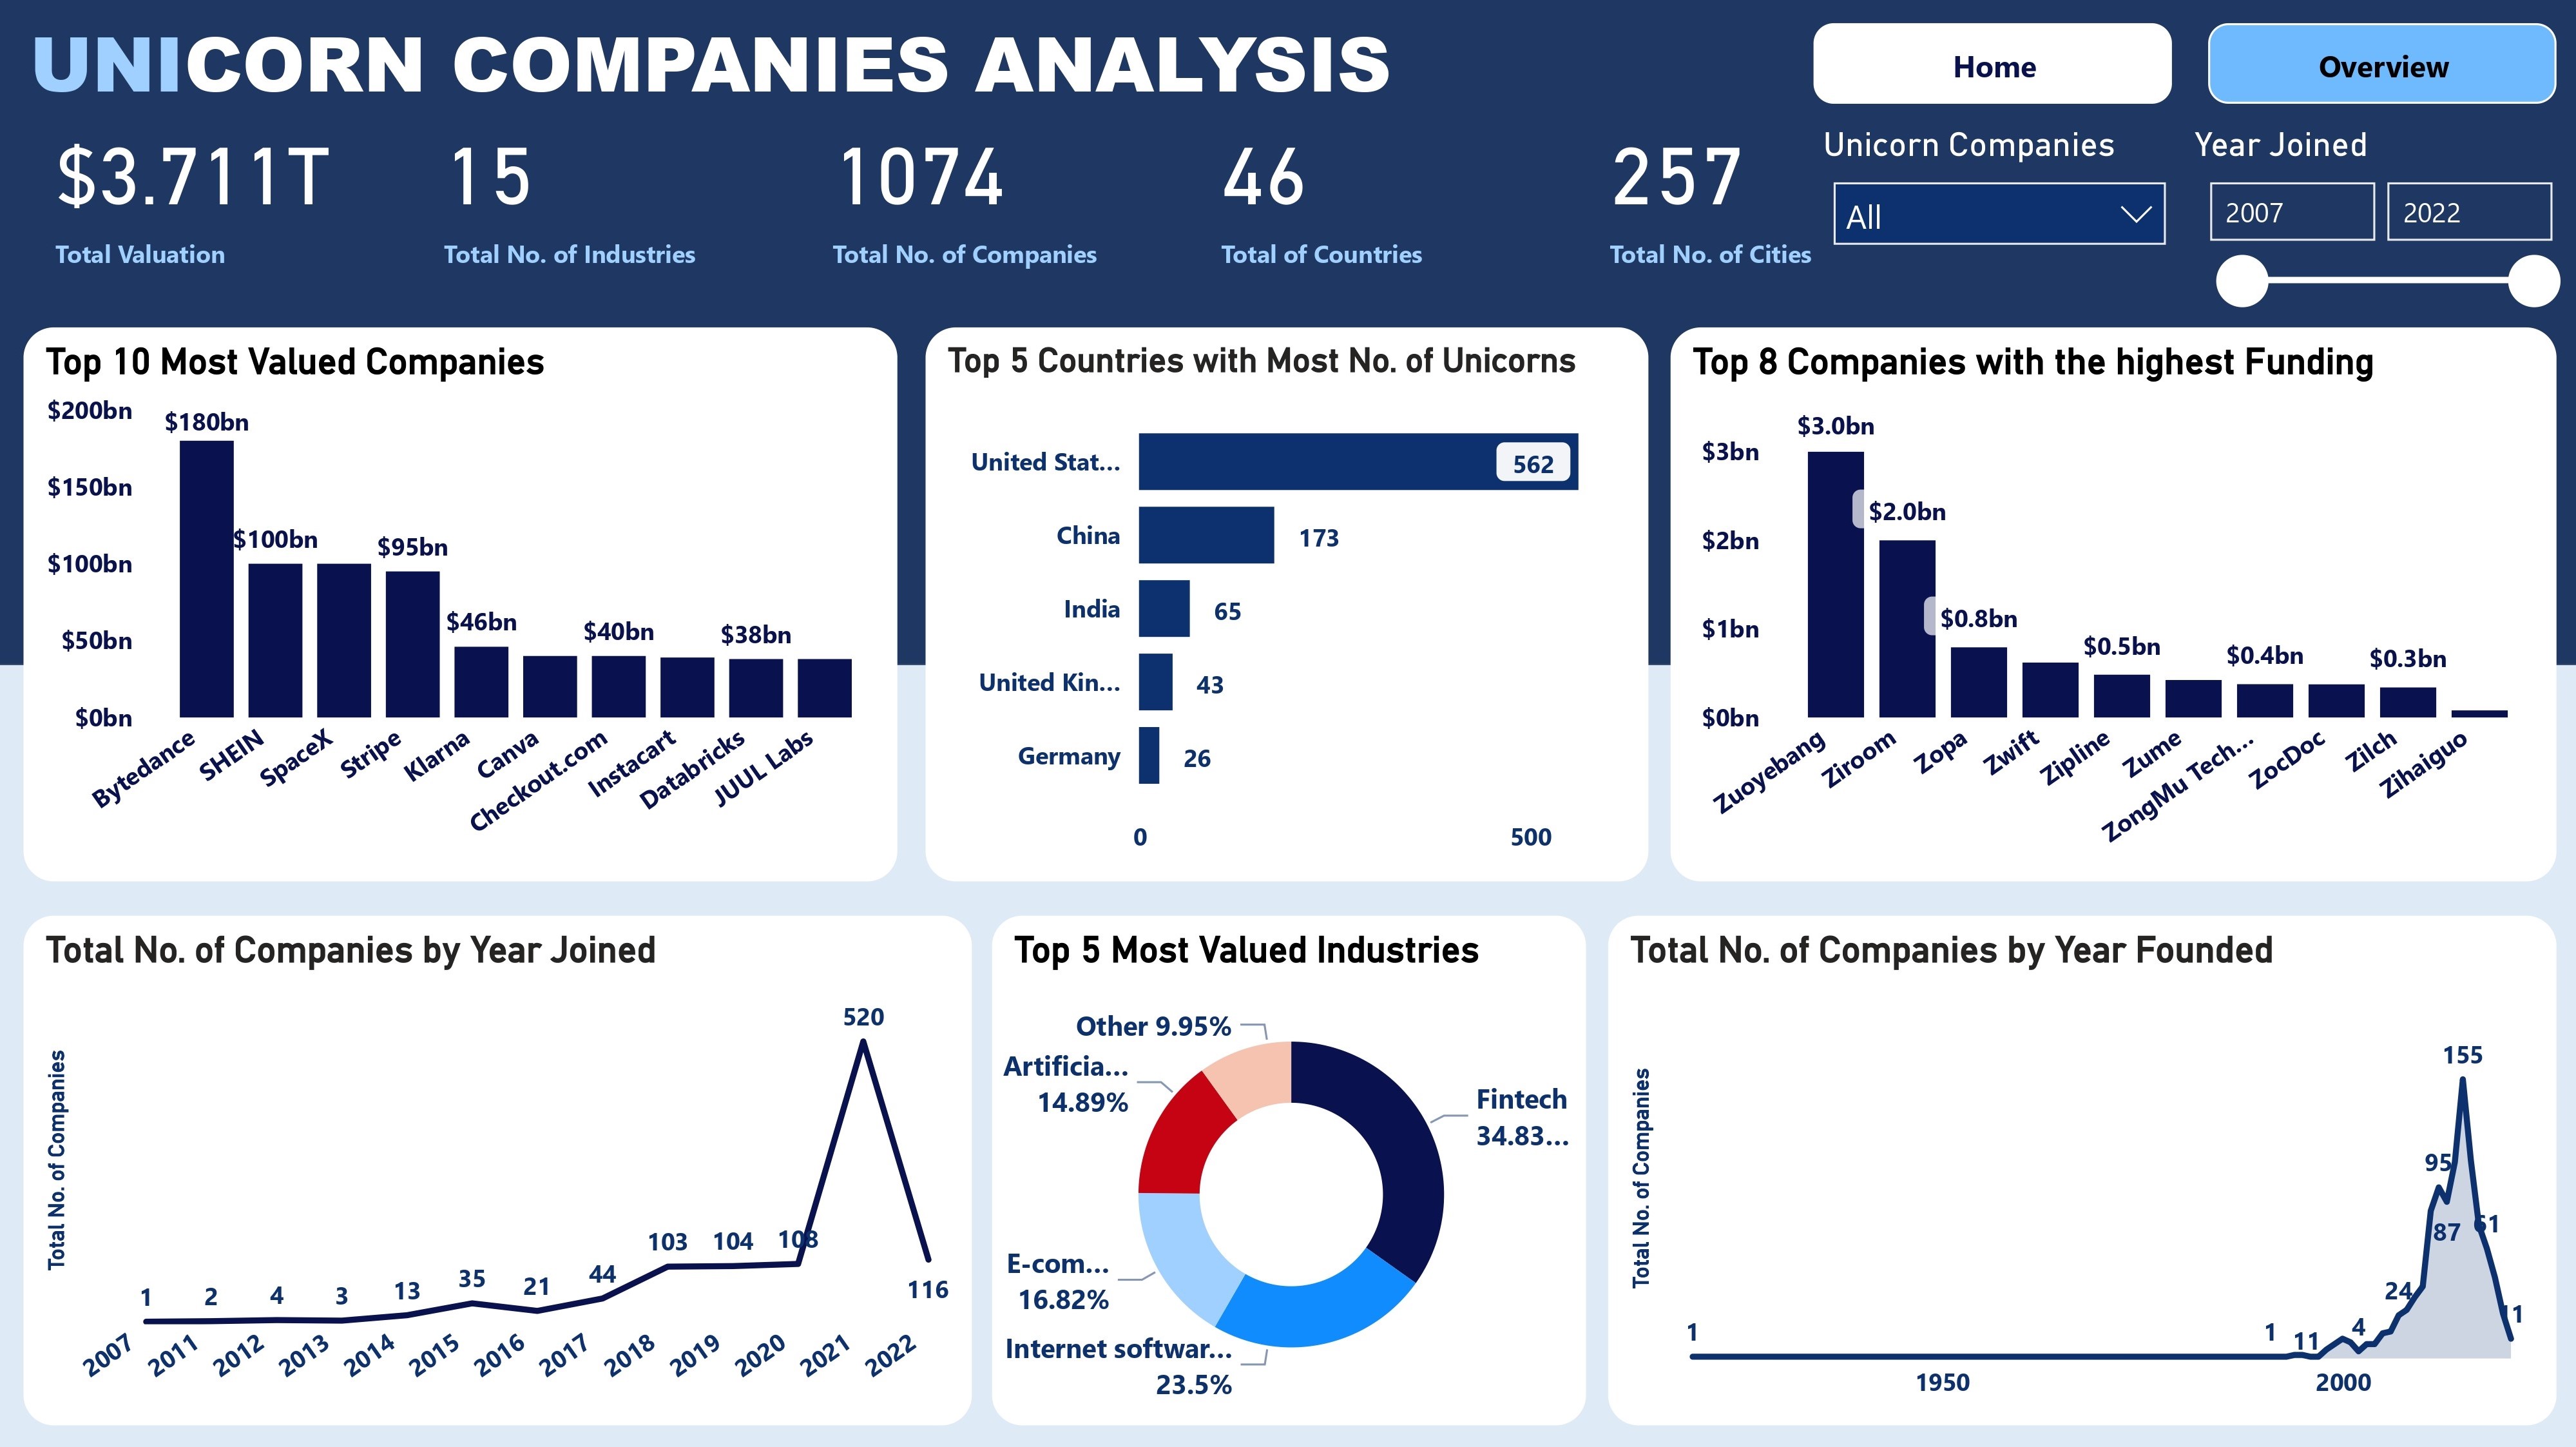 UNICORN COMPANIES ANALYSIS
Home
Overview
$3.711T
Total Valuation
15
Total No. of Industries
1074
Total No. of Companies
46
Total of Countries
257
Total No. of Cities
Unicorn Companies
All
Year Joined
2007
2022
Top 10 Most Valued Companies
$200bn
$150bn
$100bn
$50bn
$0bn
$180bn
$100bn
$95bn
$46bn
$40bn
$38bn
Bytedance
SHEIN
SpaceX
Stripe
Klarna
Canva
Checkout.com
Instacart
Databricks
JUUL Labs
Top 5 Countries with Most No. of Unicorns
United Stat...
562
China
173
India
65
United Kin...
43
Germany
26
0
500
Top 8 Companies with the highest Funding
$3bn
$2bn
$1bn
$0bn
$3.0bn
$2.0bn
$0.8bn
$0.5bn
$0.4bn
$0.3bn
Zuoyebang
Ziroom
Zopa
Zwift
Zipline
Zume
ZongMu Tech...
ZocDoc
Zilch
Zihaiguo
Total No. of Companies by Year Joined
Total No. of Companies
1
2
4
3
13
35
21
44
103
104
108
520
116
2007
2011
2012
2013
2014
2015
2016
2017
2018
2019
2020
2021
2022
Top 5 Most Valued Industries
Other 9.95%
Artificia...
14.89%
Fintech
34.83...
E-com...
16.82%
Internet softwar...
23.5%
Total No. of Companies by Year Founded
Total No. of Companies
1
1
11
4
24
95
87
155
61
11
1950
2000